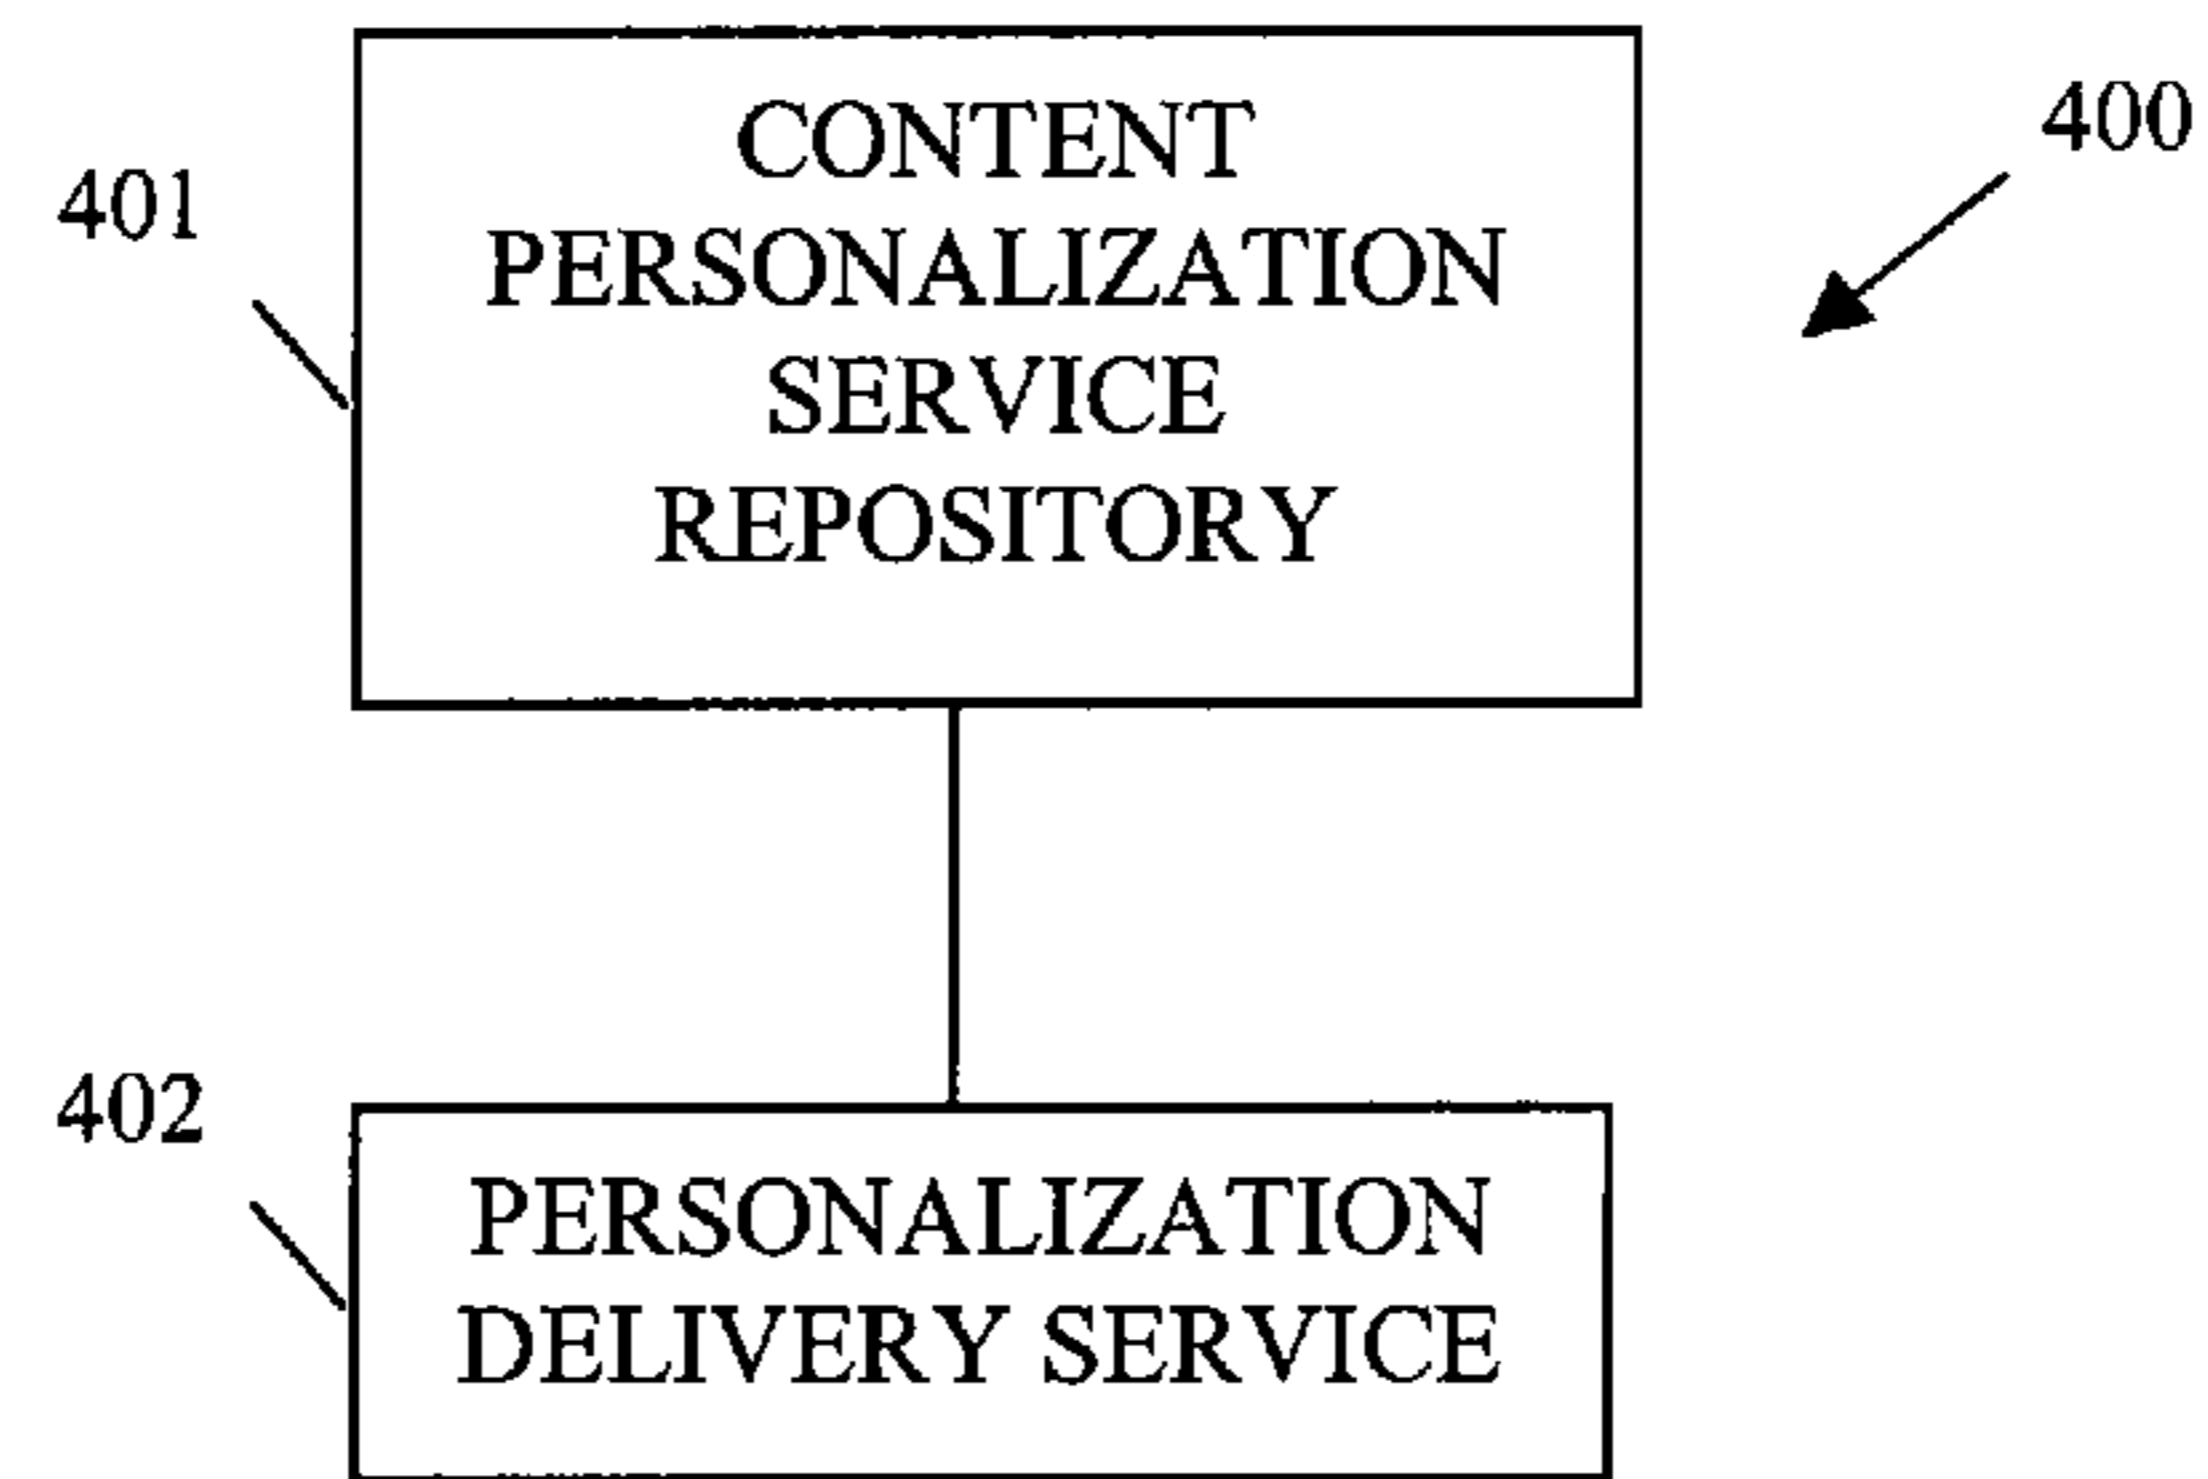 CONTENT
PERSONALIZATION
SERVICE
REPOSITORY
400
401
402
PERSONALIZATION
DELIVERY SERVICE